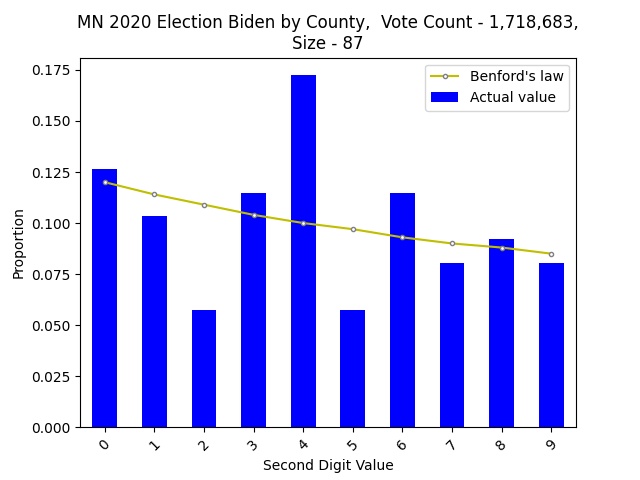 MN 2020 Election Biden by County,  Vote Count - 1,718,683,
Size - 87
Benford's law
Actual value
0.175
0.150
0.125
0.100
0.075
0.050
0.025
0.000
Proportion
0 1 2 3 4 5 6 7 8 9
Second Digit Value